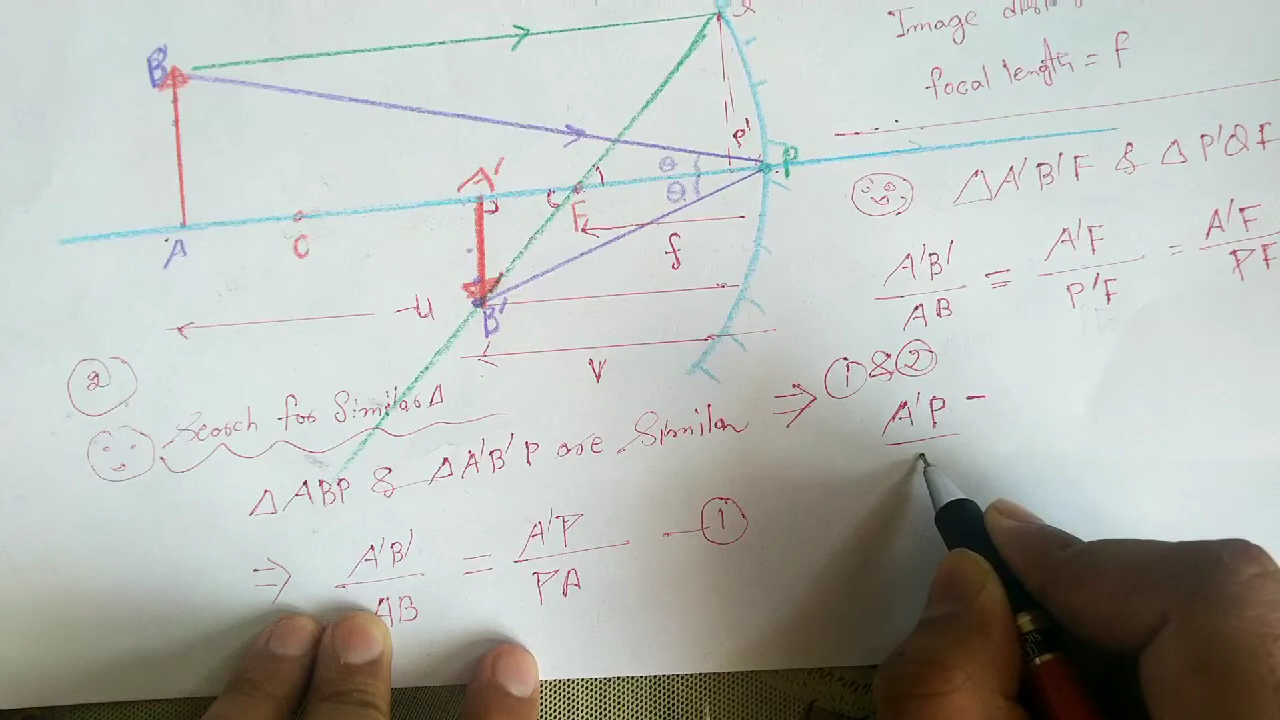 Image
focal length = f
B
A
C
A'
B'
F
θ
θ
P'
P
f
-u
V
ΔA'B'F & ΔP'QF
A'B'/AB = A'F/P'F = A'F/PF
2
Search for Similar Δ
ΔABP & ΔA'B'P are Similar ⇒ ① & ②
A'P
⇒ A'B'/AB = A'P/PA — ①